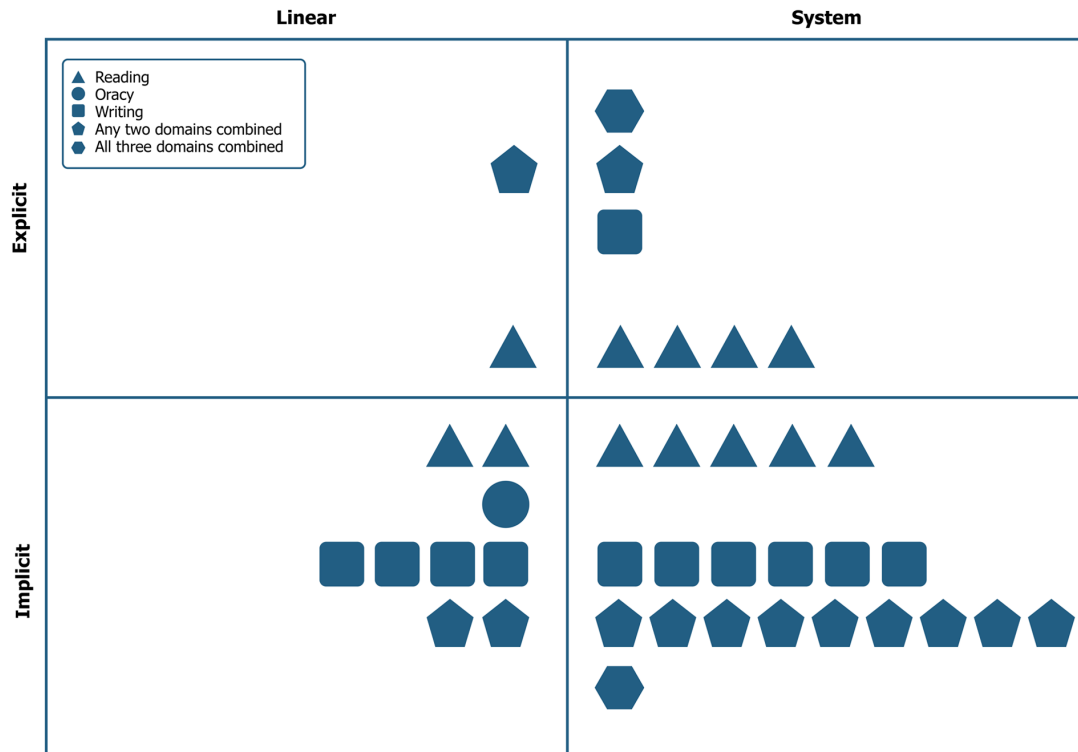 Linear
System
Reading
Oracy
Writing
Any two domains combined
All three domains combined
Explicit
Implicit